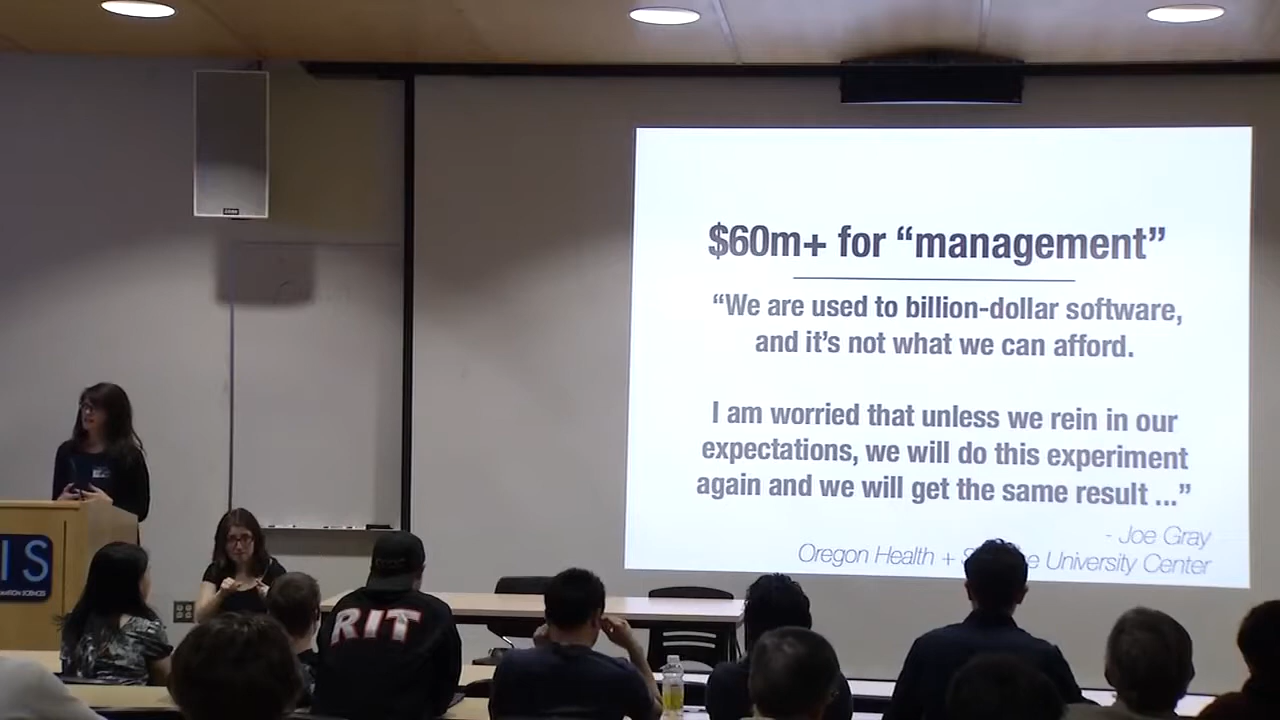 $60m+ for “management”
“We are used to billion-dollar software,
and it’s not what we can afford.
I am worried that unless we rein in our
expectations, we will do this experiment
again and we will get the same result ...”
- Joe Gray
Oregon Health + University Center
IS
RIT